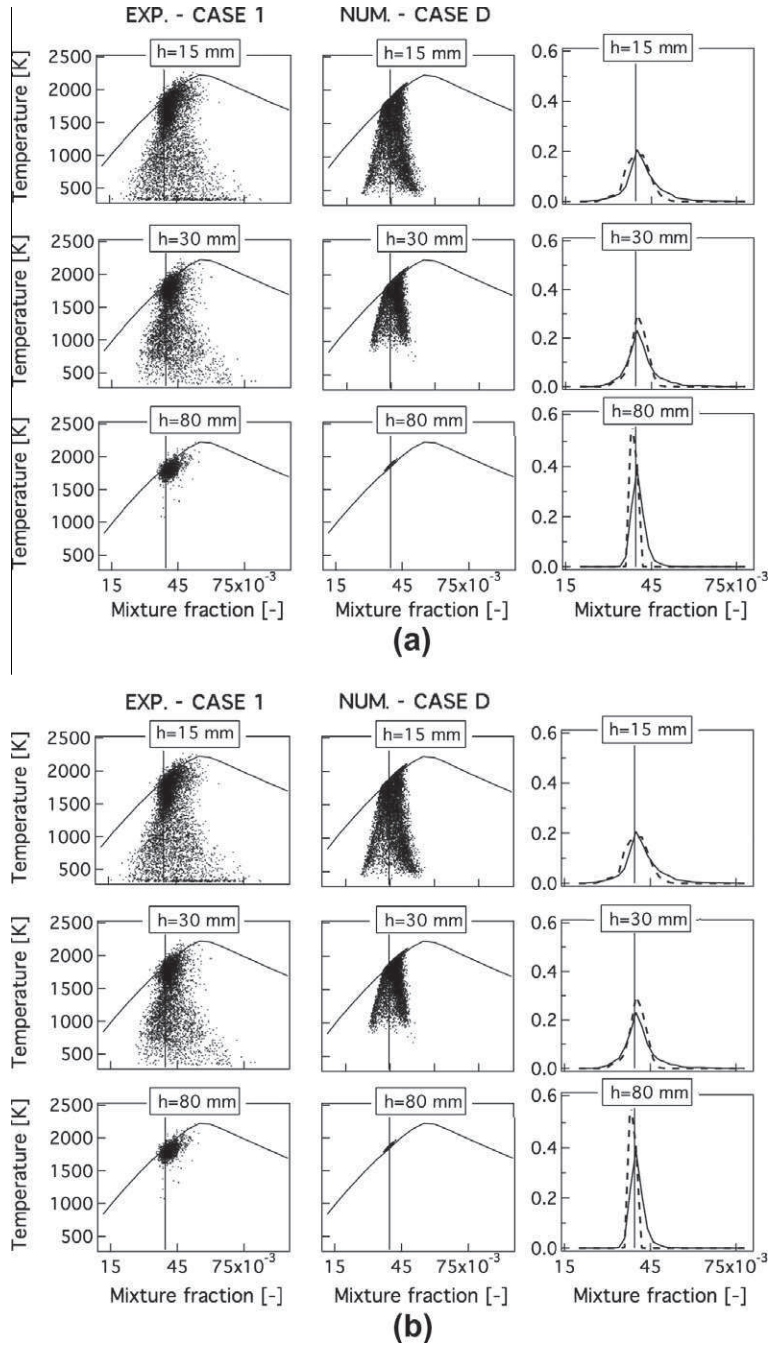 EXP. - CASE 1 NUM. - CASE D
h=15 mm h=15 mm h=15 mm
Temperature [K]
2500
2000
1500
1000
500
0.6
0.4
0.2
0.0
h=30 mm h=30 mm h=30 mm
Temperature [K]
2500
2000
1500
1000
500
0.6
0.4
0.2
0.0
h=80 mm h=80 mm h=80 mm
Temperature [K]
2500
2000
1500
1000
500
0.6
0.4
0.2
0.0
15 45 75x10-3 15 45 75x10-3 15 45 75x10-3
Mixture fraction [-] Mixture fraction [-] Mixture fraction [-]
(a)
EXP. - CASE 1 NUM. - CASE D
h=15 mm h=15 mm h=15 mm
Temperature [K]
2500
2000
1500
1000
500
0.6
0.4
0.2
0.0
h=30 mm h=30 mm h=30 mm
Temperature [K]
2500
2000
1500
1000
500
0.6
0.4
0.2
0.0
h=80 mm h=80 mm h=80 mm
Temperature [K]
2500
2000
1500
1000
500
0.6
0.4
0.2
0.0
15 45 75x10-3 15 45 75x10-3 15 45 75x10-3
Mixture fraction [-] Mixture fraction [-] Mixture fraction [-]
(b)